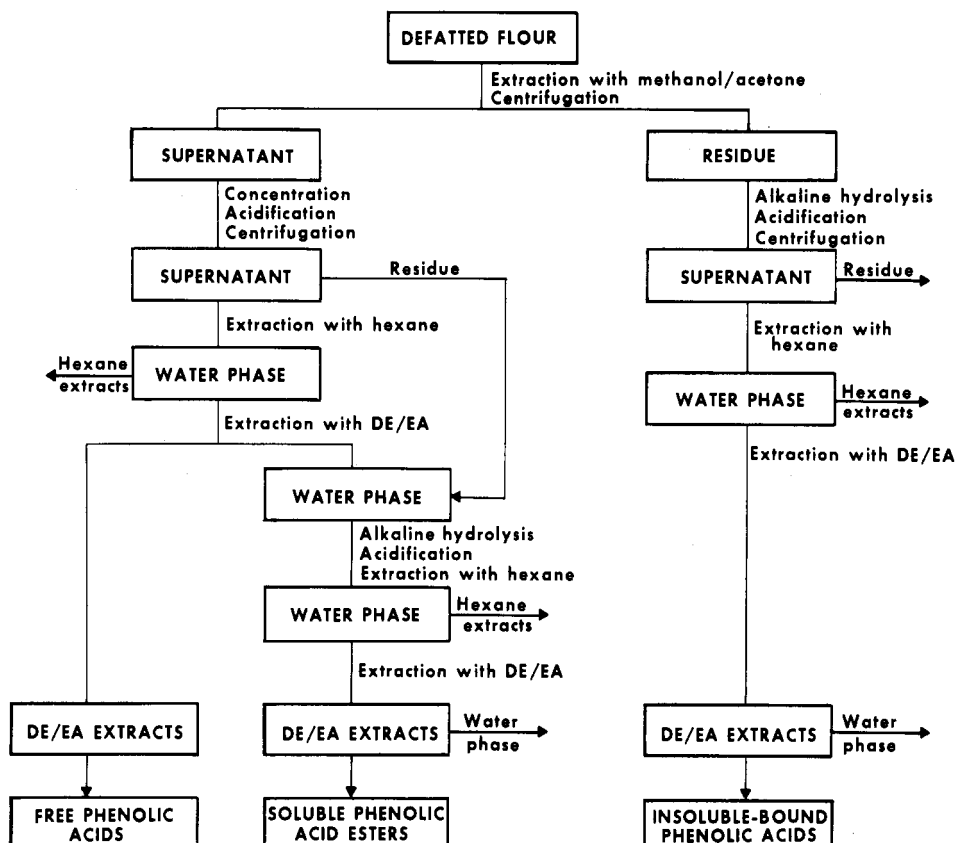 DEFATTED FLOUR
Extraction with methanol/acetone
Centrifugation
SUPERNATANT
RESIDUE
Concentration
Acidification
Centrifugation
Alkaline hydrolysis
Acidification
Centrifugation
SUPERNATANT
Residue
SUPERNATANT
Residue
Extraction with hexane
Extraction with
hexane
Hexane
extracts
WATER PHASE
WATER PHASE
Hexane
extracts
Extraction with DE/EA
Extraction with DE/EA
WATER PHASE
Alkaline hydrolysis
Acidification
Extraction with hexane
WATER PHASE
Hexane
extracts
Extraction with DE/EA
DE/EA EXTRACTS
DE/EA EXTRACTS
Water
phase
DE/EA EXTRACTS
Water
phase
FREE PHENOLIC
ACIDS
SOLUBLE PHENOLIC
ACID ESTERS
INSOLUBLE-BOUND
PHENOLIC ACIDS